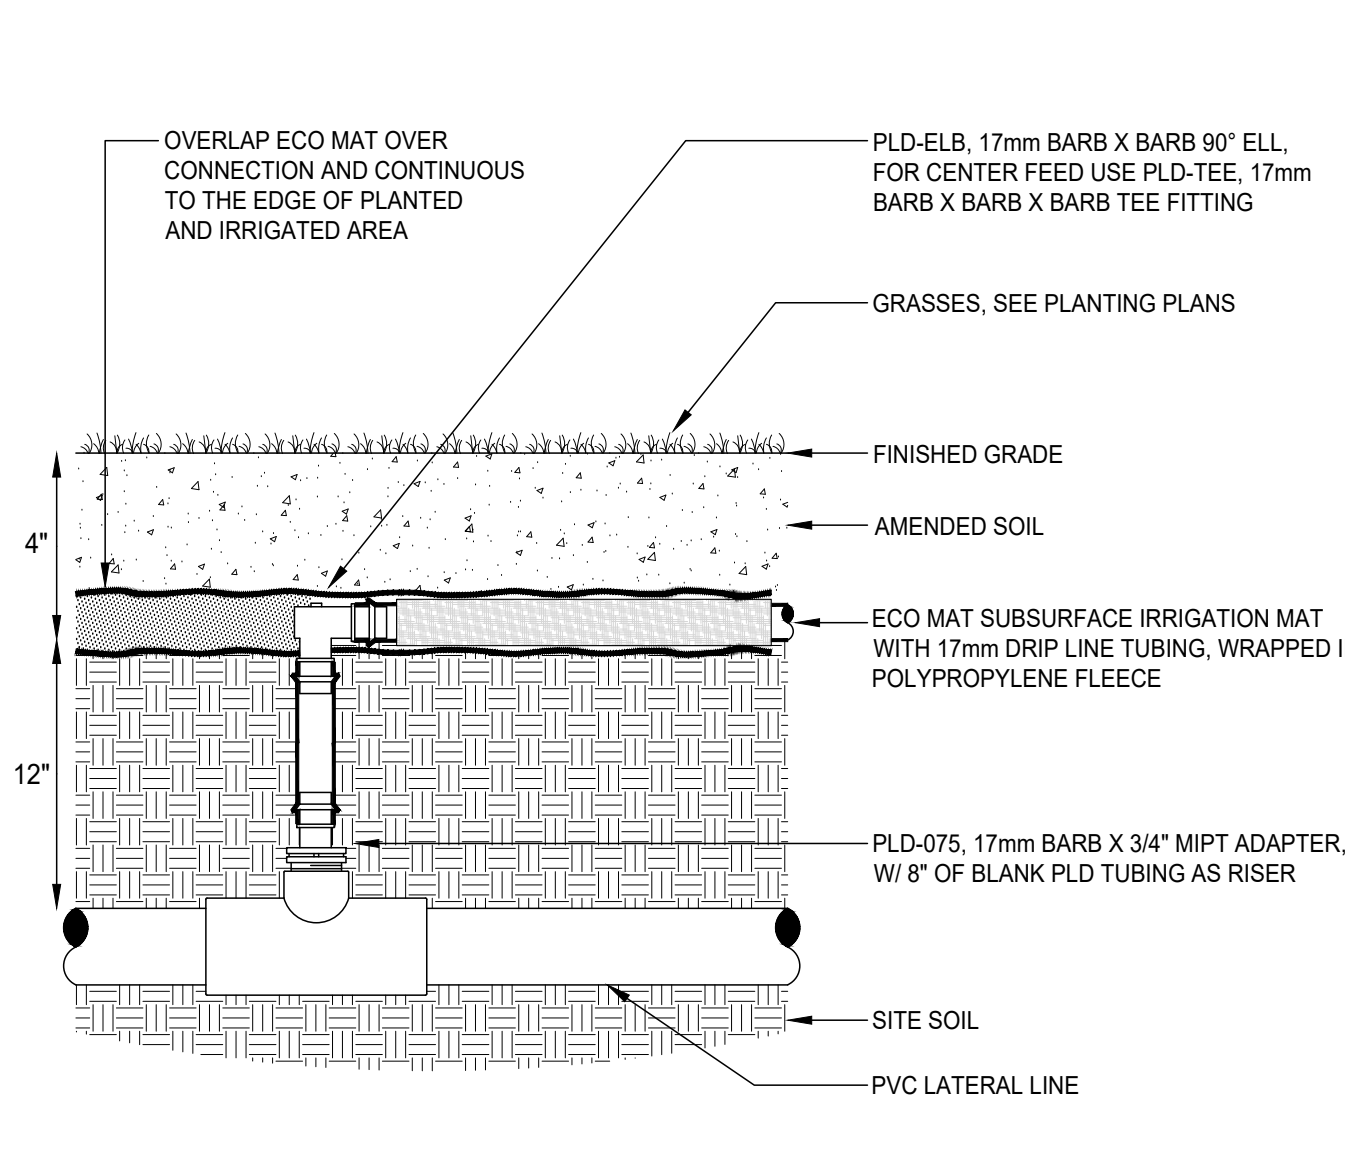 OVERLAP ECO MAT OVER
CONNECTION AND CONTINUOUS
TO THE EDGE OF PLANTED
AND IRRIGATED AREA
PLD-ELB, 17mm BARB X BARB 90° ELL,
FOR CENTER FEED USE PLD-TEE, 17mm
BARB X BARB X BARB TEE FITTING
GRASSES, SEE PLANTING PLANS
FINISHED GRADE
AMENDED SOIL
4"
ECO MAT SUBSURFACE IRRIGATION MAT
WITH 17mm DRIP LINE TUBING, WRAPPED
POLYPROPYLENE FLEECE
12"
PLD-075, 17mm BARB X 3/4" MIPT ADAPTER,
W/ 8" OF BLANK PLD TUBING AS RISER
SITE SOIL
PVC LATERAL LINE